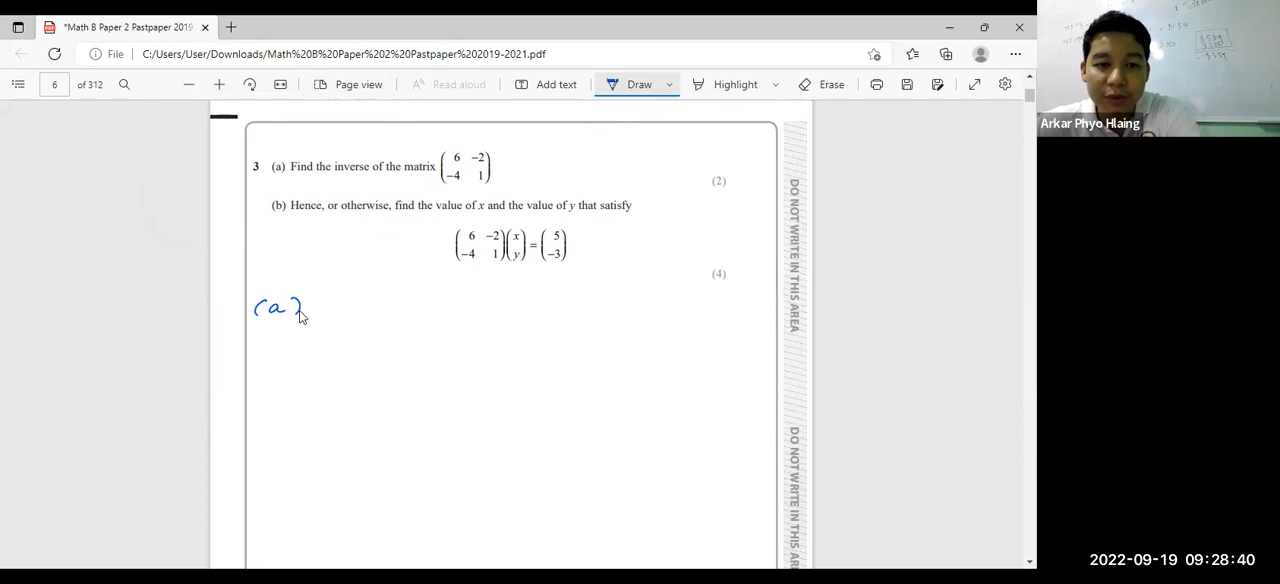 *Math B Paper 2 Pastpaper 2019
File
C:/Users/User/Downloads/Math%20B%20Paper%202%20Pastpaper%202019-2021.pdf
6 of 312
Page view
Read aloud
Add text
Draw
Highlight
Erase
Arkar Phyo Hlaing
3 (a) Find the inverse of the matrix
6 -2
-4 1
(2)
(b) Hence, or otherwise, find the value of x and the value of y that satisfy
6 -2 x = 5
-4 1 y -3
(4)
(a)
DO NOT WRITE IN THIS AREA
DO NOT WRITE IN THIS AREA
2022-09-19 09:28:40